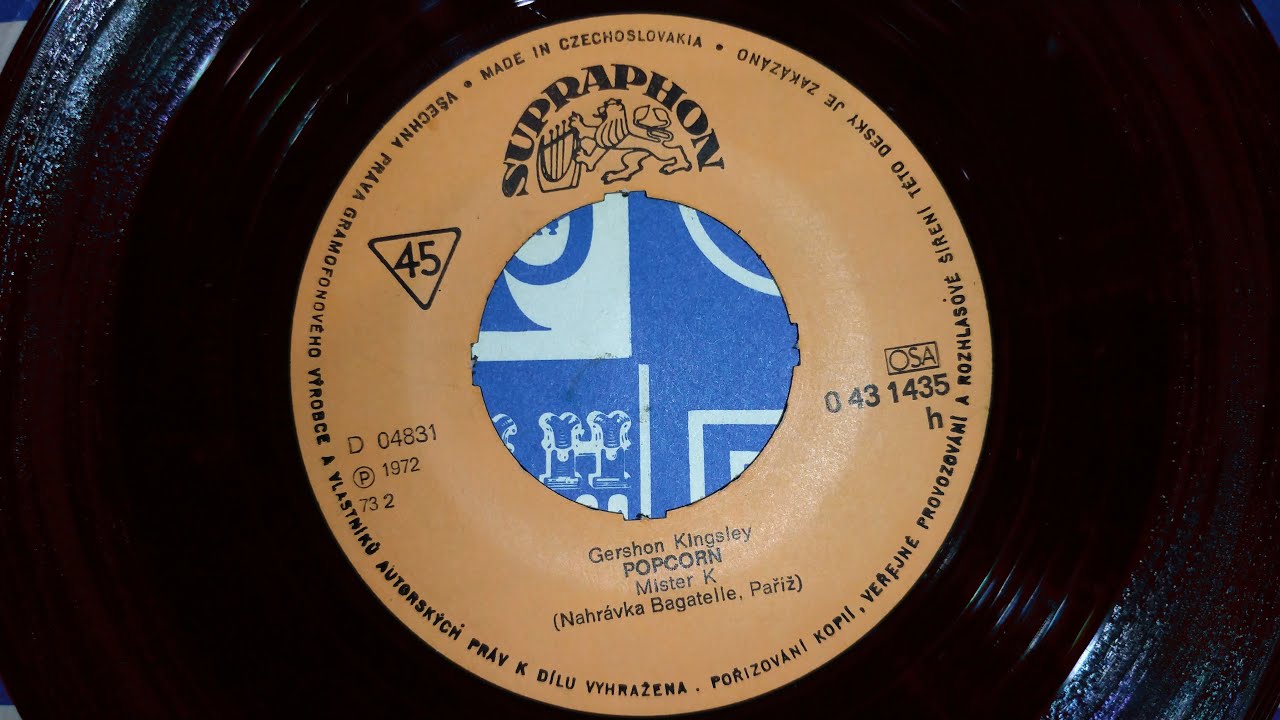 • VŠECHNA PRÁVA GRAMOFONOVÉHO VÝROBCE A VLASTNÍKŮ AUTORSKÝCH PRÁV K DÍLU VYHRAŽENA. POŘIZOVÁNÍ KOPIÍ, VEŘEJNÉ PROVOZOVÁNÍ A ROZHLASOVÉ ŠÍŘENÍ TÉTO DESKY JE ZAKÁZÁNO
• MADE IN CZECHOSLOVAKIA •
SUPRAPHON
45
OSA
0 43 1435
h
D 04831
Ⓟ 1972
73 2
Gershon Kingsley
POPCORN
Mister K
(Nahrávka Bagatelle, Paříž)